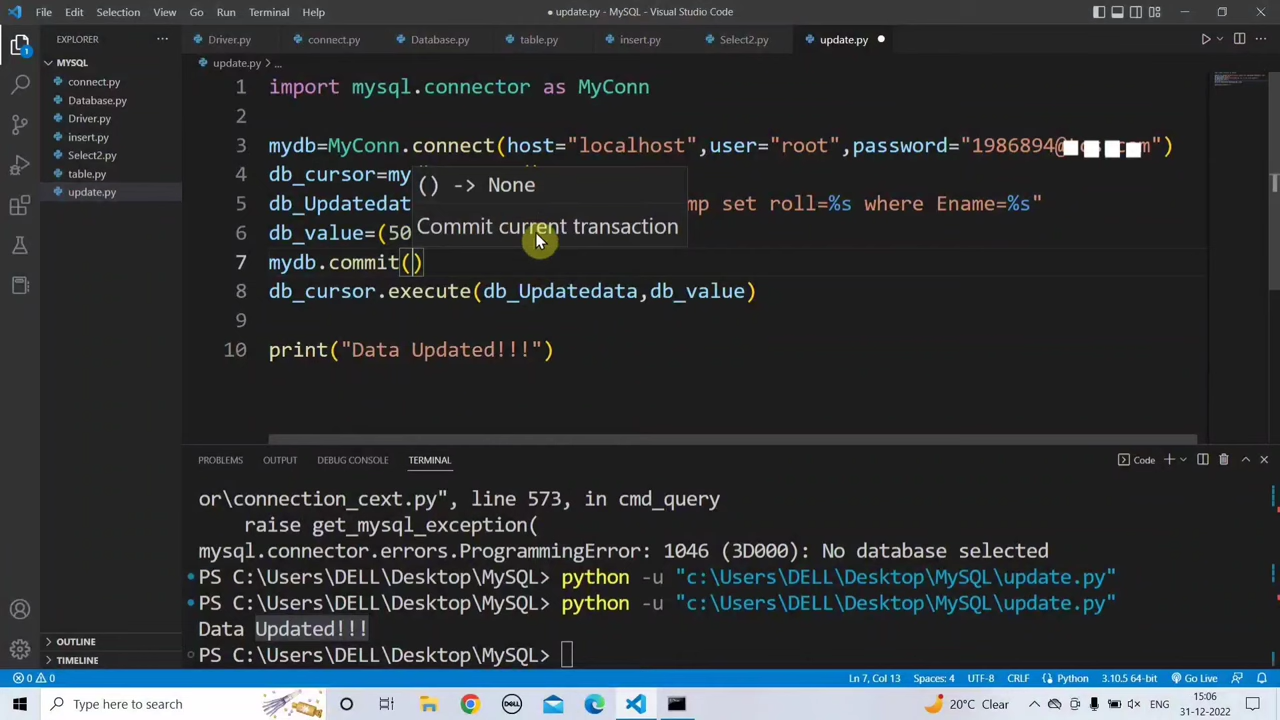 File Edit Selection View Go Run Terminal Help
● update.py - MySQL - Visual Studio Code
EXPLORER
Driver.py
connect.py
Database.py
table.py
insert.py
Select2.py
update.py
MYSQL
connect.py
Database.py
Driver.py
insert.py
Select2.py
table.py
update.py
update.py > ...
1 import mysql.connector as MyConn
2
3 mydb=MyConn.connect(host="localhost",user="root",password="1986894@
4 db_cursor=my
() -> None
5 db_Updatedat mp set roll=%s where Ename=%s"
Commit current transaction
6 db_value=(50
7 mydb.commit()
8 db_cursor.execute(db_Updatedata,db_value)
9
10 print("Data Updated!!!")
PROBLEMS OUTPUT DEBUG CONSOLE TERMINAL
Code
or\connection_cext.py", line 573, in cmd_query
raise get_mysql_exception(
mysql.connector.errors.ProgrammingError: 1046 (3D000): No database selected
PS C:\Users\DELL\Desktop\MySQL> python -u "c:\Users\DELL\Desktop\MySQL\update.py"
PS C:\Users\DELL\Desktop\MySQL> python -u "c:\Users\DELL\Desktop\MySQL\update.py"
Data Updated!!!
PS C:\Users\DELL\Desktop\MySQL>
OUTLINE
TIMELINE
0 0
Ln 7, Col 13 Spaces: 4 UTF-8 CRLF Python 3.10.5 64-bit Go Live
Type here to search
DELL
20°C Clear
ENG
15:06
31-12-2022